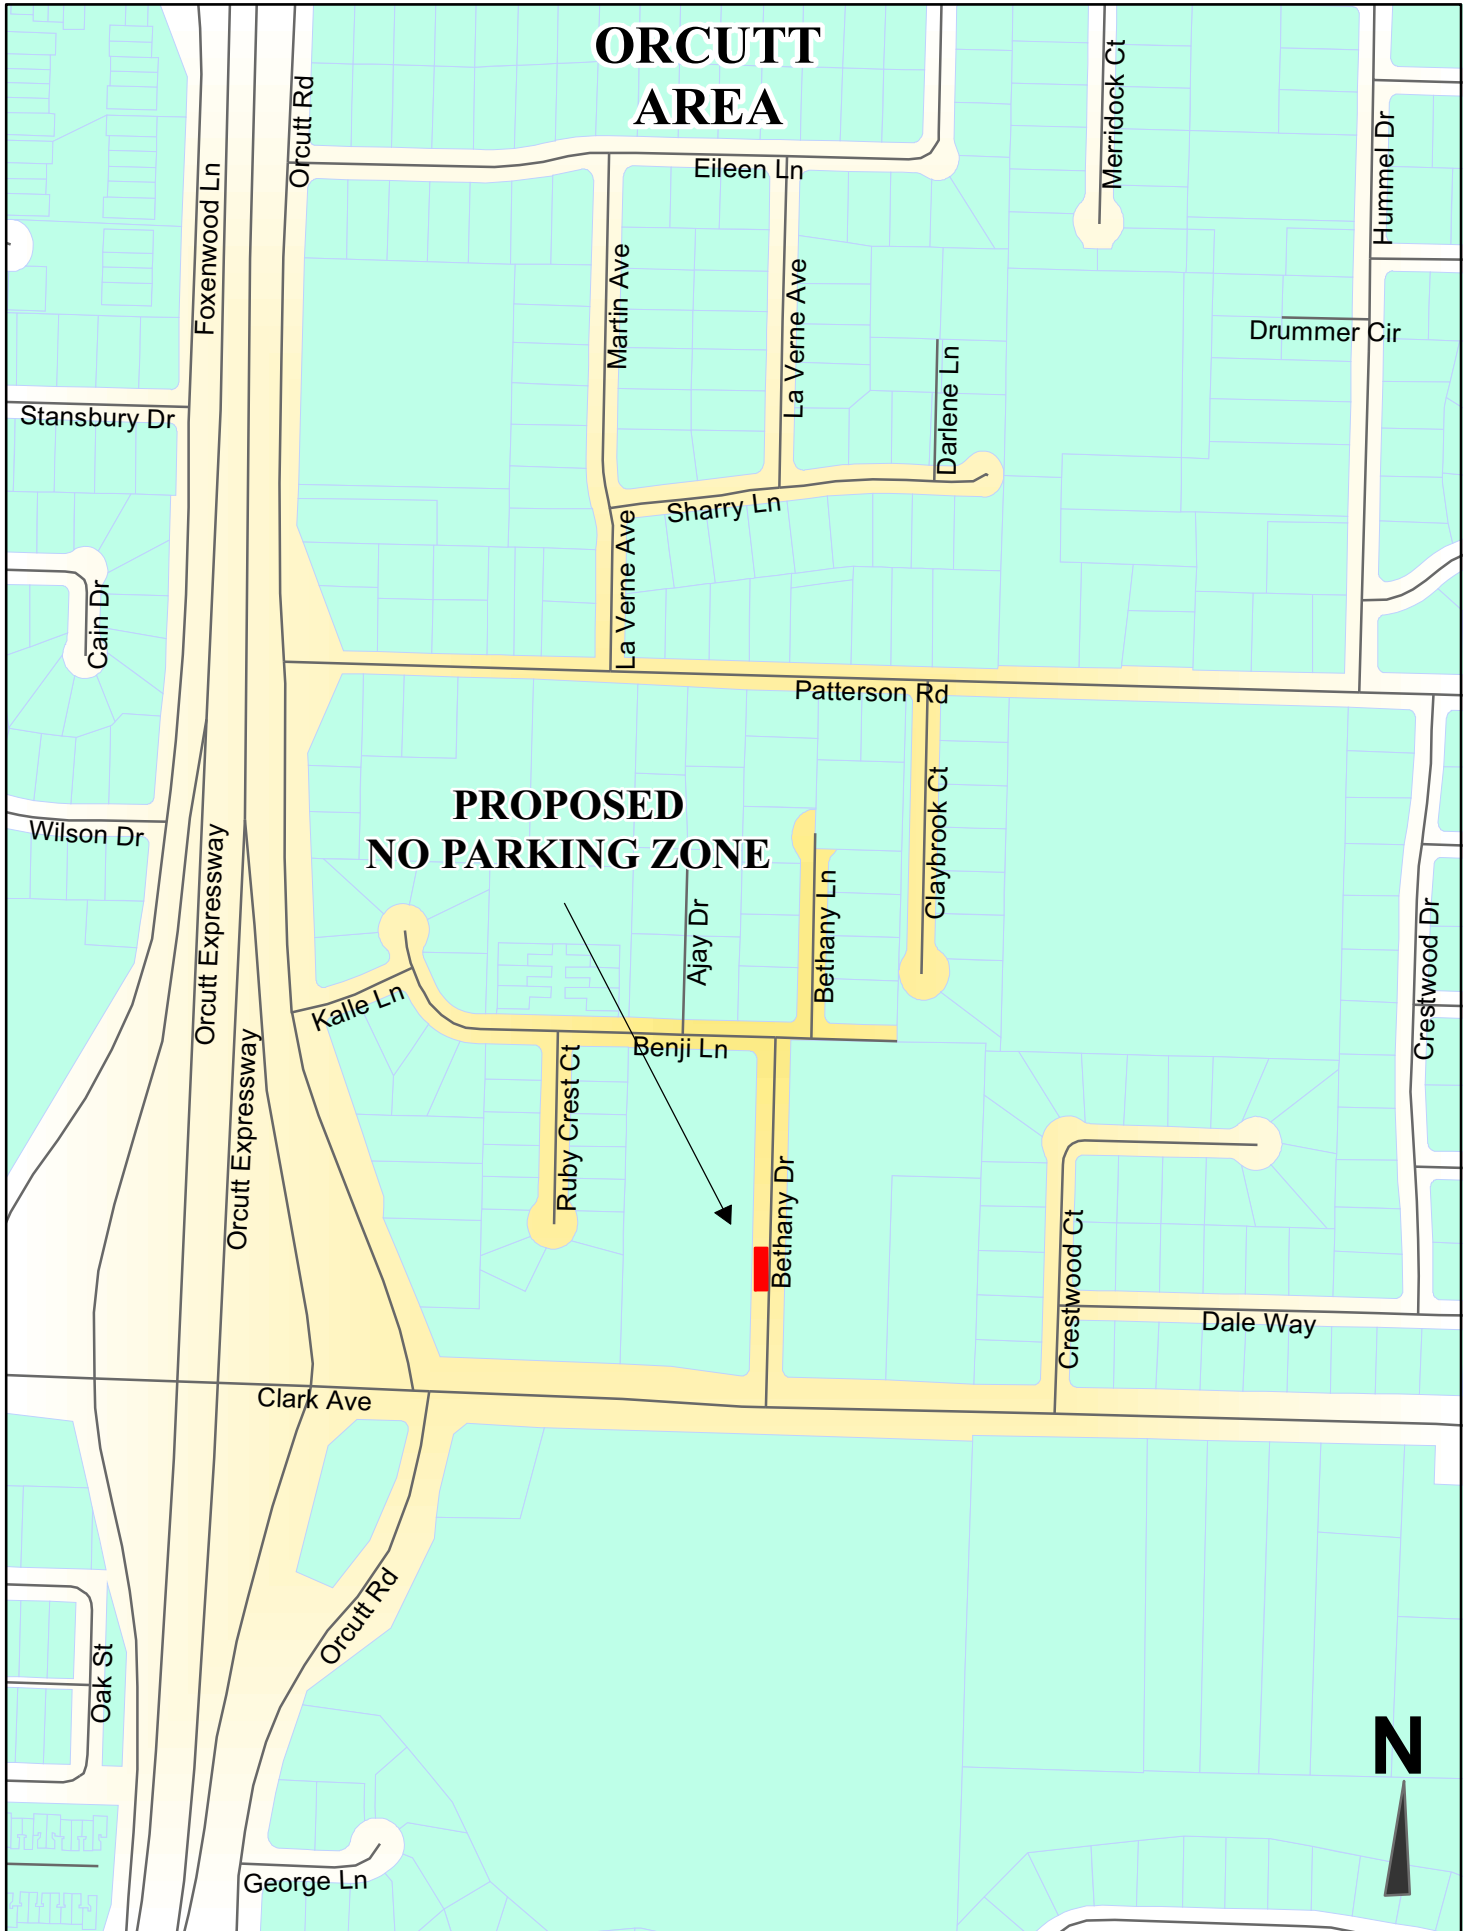 ORCUTT
AREA
Orcutt Rd
Merridock Ct
Eileen Ln
Hummel Dr
Foxenwood Ln
Martin Ave
La Verne Ave
Drummer Cir
Darlene Ln
Stansbury Dr
Sharry Ln
La Verne Ave
Cain Dr
Patterson Rd
PROPOSED
NO PARKING ZONE
Claybrook Ct
Wilson Dr
Orcutt Expressway
Bethany Ln
Ajay Dr
Crestwood Dr
Kalle Ln
Benji Ln
Orcutt Expressway
Ruby Crest Ct
Bethany Dr
Crestwood Ct
Dale Way
Clark Ave
Orcutt Rd
Oak St
N
George Ln